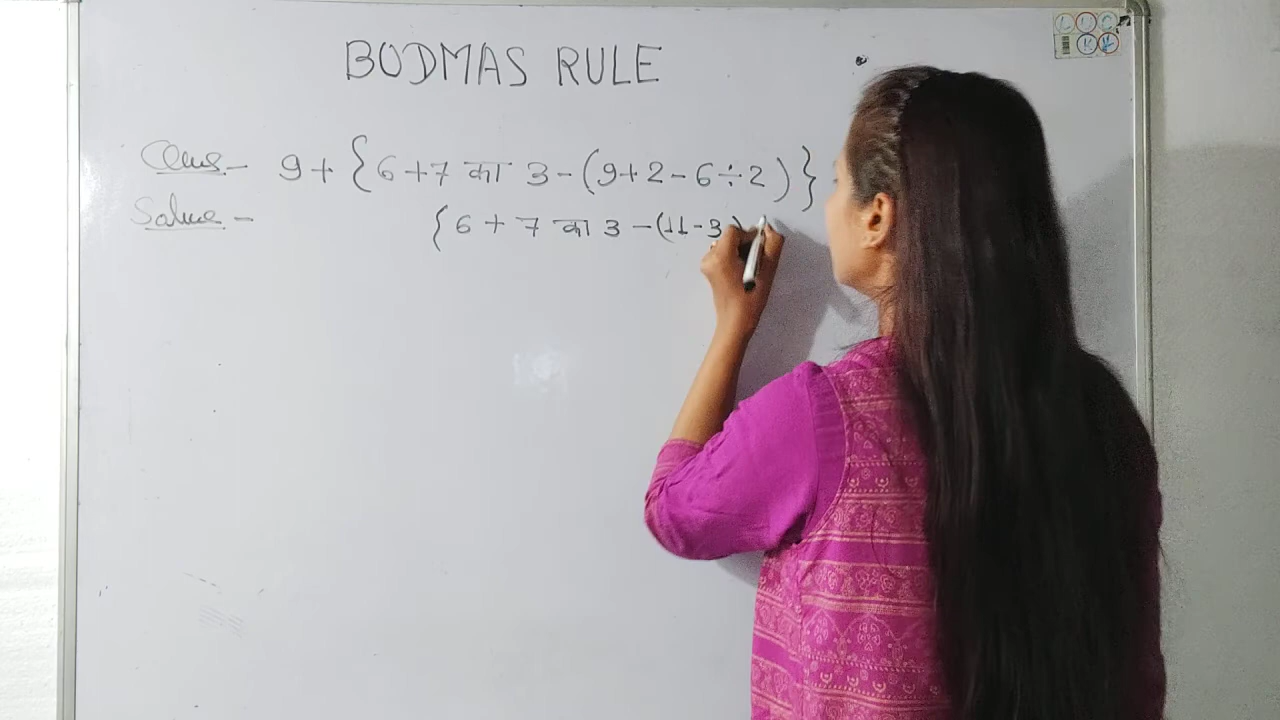 BODMAS RULE
Ques- 9+{6+7 का 3-(9+2-6÷2)}
Solve - {6+7 का 3-(11-3)